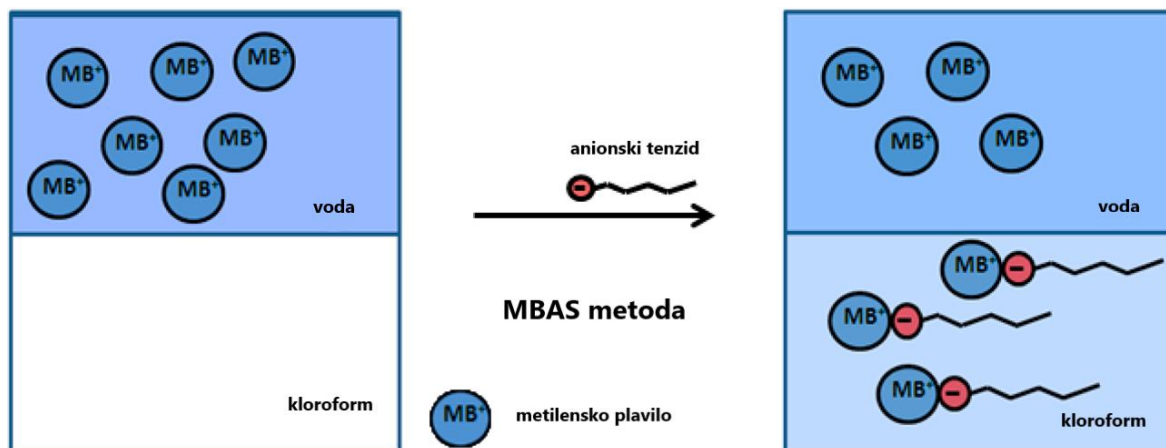 MB⁺
MB⁺
MB⁺
MB⁺
MB⁺
MB⁺
MB⁺
voda
kloroform
anionski tenzid
−
MBAS metoda
MB⁺
metilensko plavilo
MB⁺
MB⁺
MB⁺
MB⁺
voda
MB⁺ −
MB⁺ −
MB⁺ −
kloroform